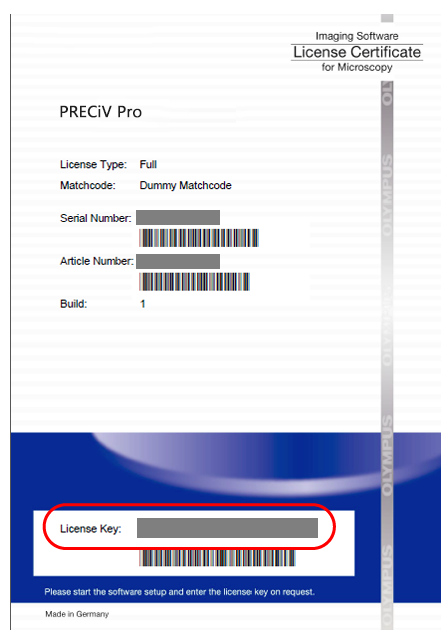 Imaging Software
License Certificate
for Microscopy
OLYMPUS
PRECiV Pro
License Type: Full
Matchcode: Dummy Matchcode
OLYMPUS
Serial Number:
Article Number:
Build: 1
OLYMPUS
OLYMPUS
License Key:
OLYMPUS
Please start the software setup and enter the license key on request.
Made in Germany